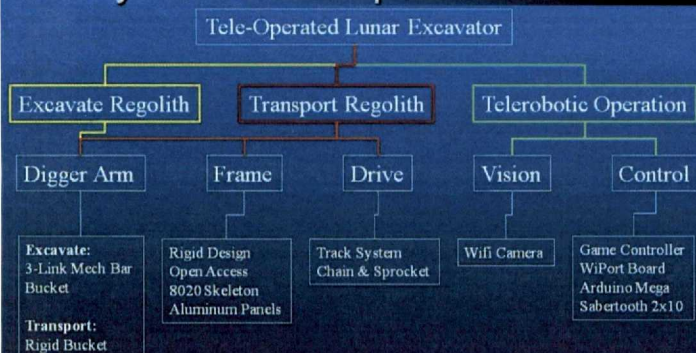 Tele-Operated Lunar Excavator
Excavate Regolith
Transport Regolith
Telerobotic Operation
Digger Arm
Frame
Drive
Vision
Control
Excavate:
3-Link Mech Bar
Bucket
Transport:
Rigid Bucket
Rigid Design
Open Access
8020 Skeleton
Aluminum Panels
Track System
Chain & Sprocket
Wifi Camera
Game Controller
WiPort Board
Arduino Mega
Sabertooth 2x10